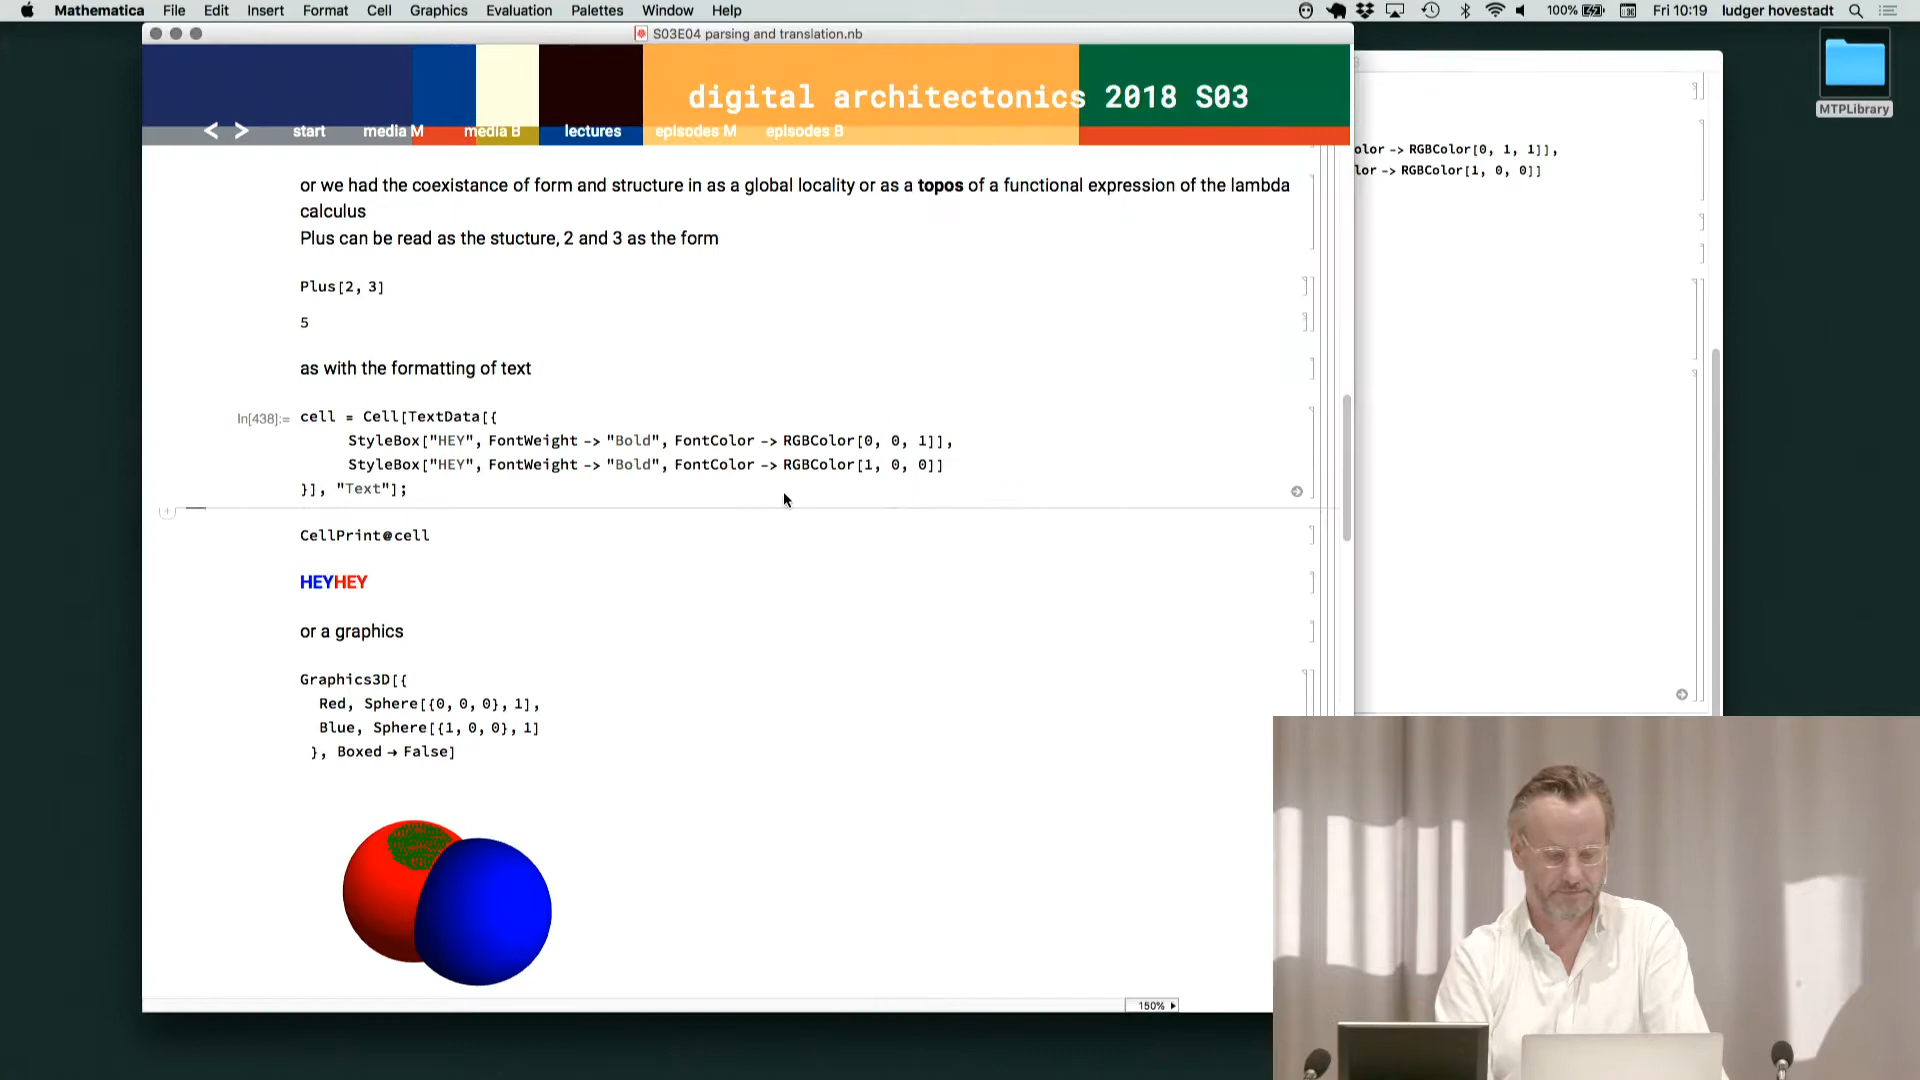 Mathematica File Edit Insert Format Cell Graphics Evaluation Palettes Window Help 100% Fri 10:19 ludger hovestadt
S03E04 parsing and translation.nb
digital architectonics 2018 S03
< > start media M media B lectures episodes M episodes B
MTPLibrary
olor -> RGBColor[0, 1, 1]],
lor -> RGBColor[1, 0, 0]]
or we had the coexistance of form and structure in as a global locality or as a topos of a functional expression of the lambda
calculus
Plus can be read as the stucture, 2 and 3 as the form
Plus[2, 3]
5
as with the formatting of text
In[438]:= cell = Cell[TextData[{
StyleBox["HEY", FontWeight -> "Bold", FontColor -> RGBColor[0, 0, 1]],
StyleBox["HEY", FontWeight -> "Bold", FontColor -> RGBColor[1, 0, 0]]
}], "Text"];
CellPrint@cell
HEYHEY
or a graphics
Graphics3D[{
Red, Sphere[{0, 0, 0}, 1],
Blue, Sphere[{1, 0, 0}, 1]
}, Boxed → False]
150%